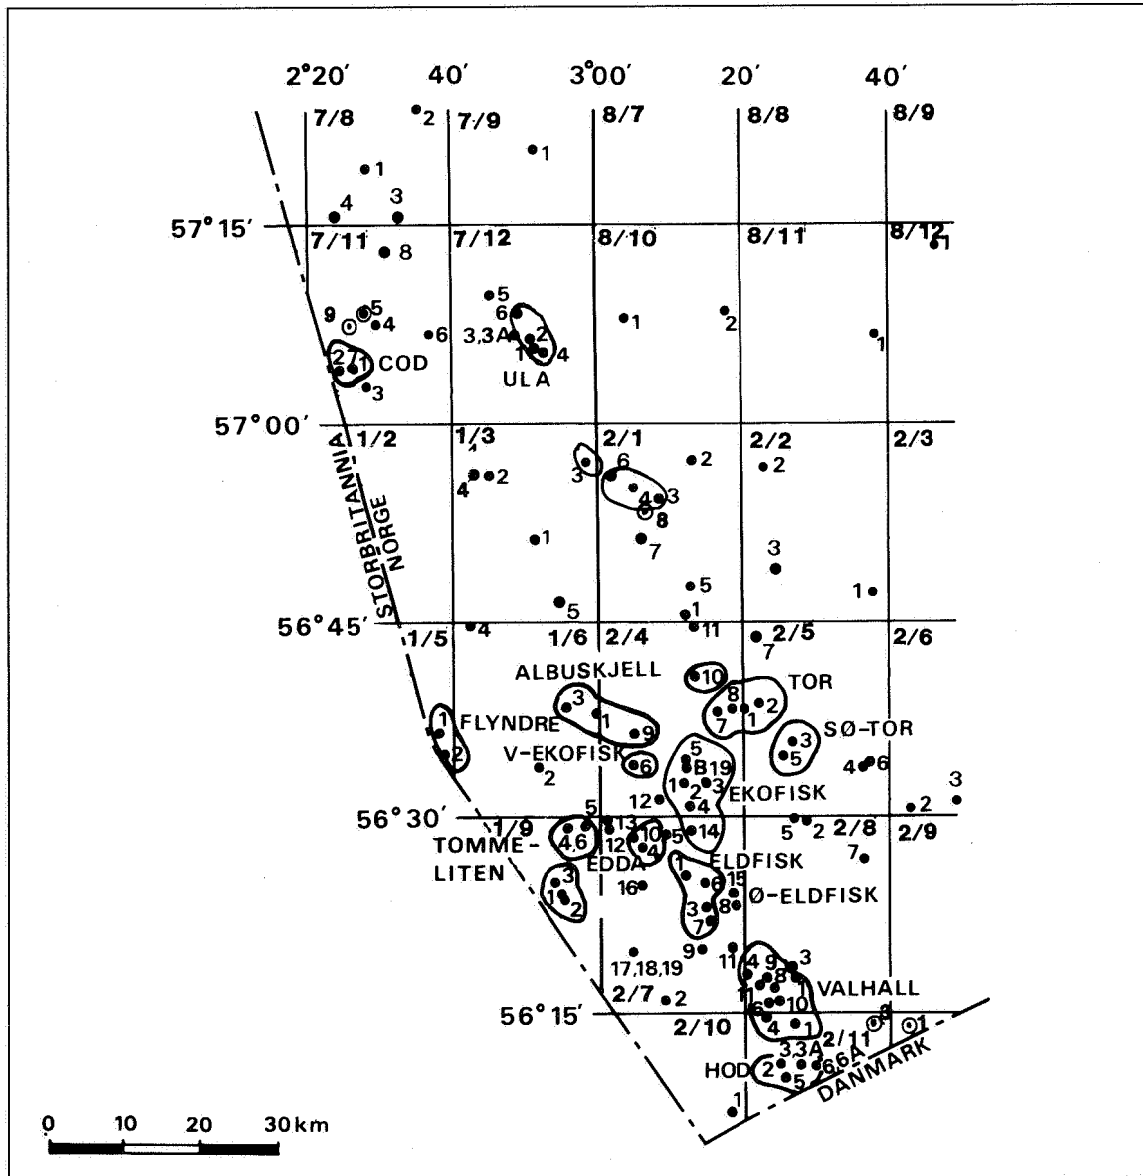 2°20′ 40′ 3°00′ 20′ 40′
7/8 2 7/9 8/7 8/8 8/9
1
1
4 3
57°15′
7/11 7/12 8/10 8/11 8/12 1
8
5
9 5 6
4 6 3,3A 2 1 2 1
2 7 1 COD 1 4
3 ULA
57°00′
1/2 1/3 2/1 2/2 2/3
3 6 2 2
4 2 4 3
8
1 7
3
5 1
STORBRITANNIA
NORGE
5 1
56°45′
4 11
1/5 1/6 2/4 2/5 2/6
7
ALBUSKJELL 10 TOR
3 8 2
1 FLYNDRE 1 7 1 SØ-TOR
9 3
2 V-EKOFISK 6 5 5
2 B19 4 6
1 2 3 EKOFISK 3
12 4 2
56°30′
1/9 5 13 14 5 2 2/8 2/9
TOMME- 4,6 12 10 5
LITEN EDDA 4 1 ELDFISK 7
3 16 6 15
1 2 3 8 Ø-ELDFISK
7
9 11 4 9 3
17,18,19 8 1 VALHALL
2/7 2 11 10
56°15′
6
2/10 4 1 2/11 3 1
3,3A
HOD 2 6,6A
5 DANMARK
1
0 10 20 30 km